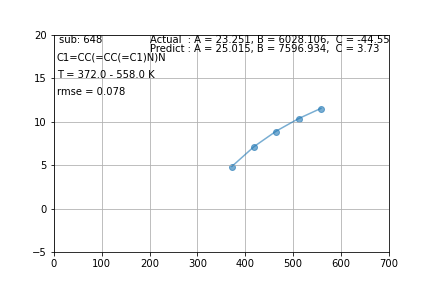 sub: 648
Actual : A = 23.251, B = 6028.106, C = -44.55
Predict : A = 25.015, B = 7596.934, C = 3.73
C1=CC(=CC(=C1)N)N
T = 372.0 - 558.0 K
rmse = 0.078
20
15
10
5
0
−5
0 100 200 300 400 500 600 700